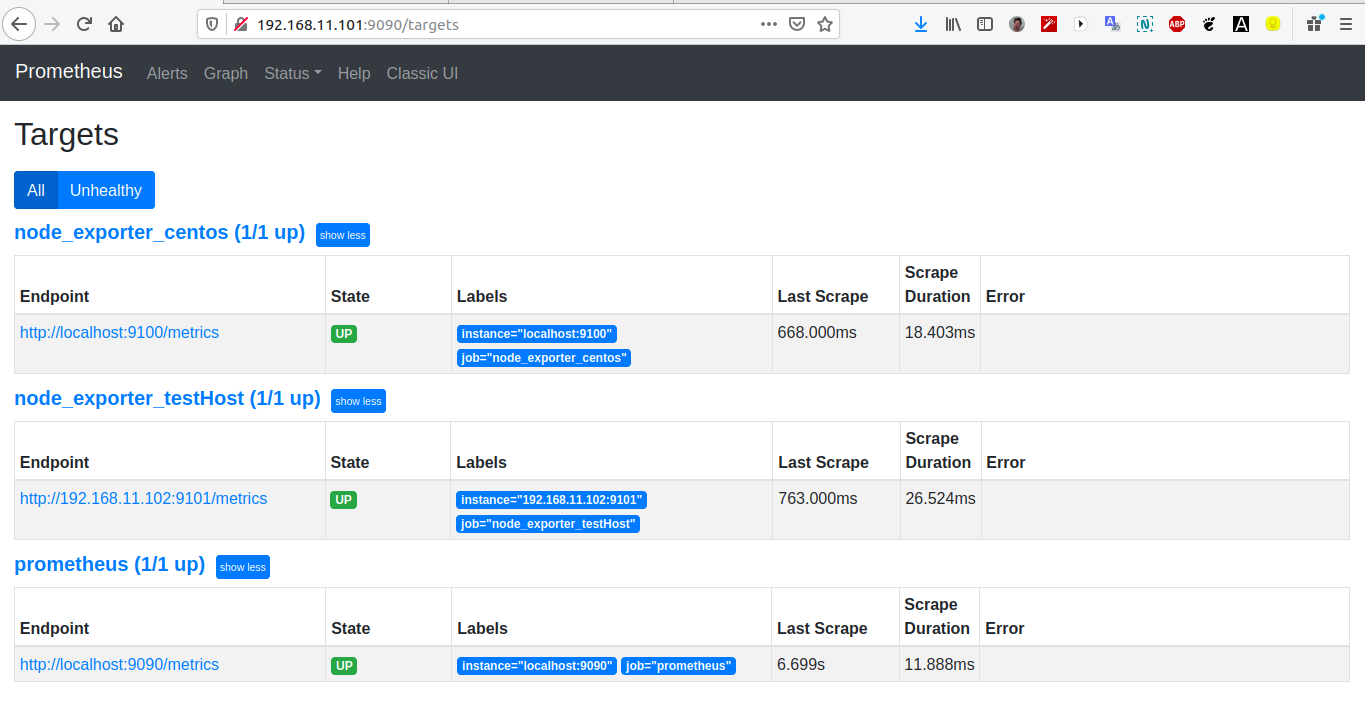 192.168.11.101:9090/targets
Prometheus Alerts Graph Status Help Classic UI
Targets
All Unhealthy
node_exporter_centos (1/1 up) show less
Endpoint State Labels Last Scrape Scrape Duration Error
http://localhost:9100/metrics UP instance="localhost:9100" 668.000ms 18.403ms
job="node_exporter_centos"
node_exporter_testHost (1/1 up) show less
Endpoint State Labels Last Scrape Scrape Duration Error
http://192.168.11.102:9101/metrics UP instance="192.168.11.102:9101" 763.000ms 26.524ms
job="node_exporter_testHost"
prometheus (1/1 up) show less
Endpoint State Labels Last Scrape Scrape Duration Error
http://localhost:9090/metrics UP instance="localhost:9090" job="prometheus" 6.699s 11.888ms